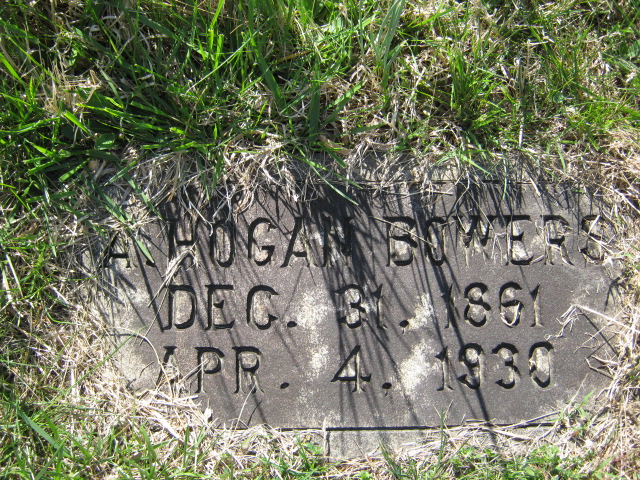 A. HOGAN BOWERS
DEC. 31, 1861
APR. 4, 1930